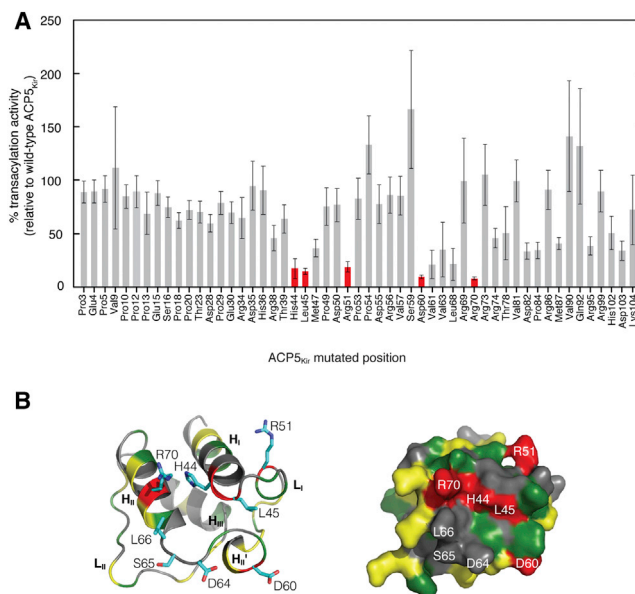 A
% transacylation activity
(relative to wild-type ACP5Kir)
250
200
150
100
50
0
Pro3
Glu4
Pro5
Val9
Pro10
Pro12
Pro13
Glu15
Ser16
Pro18
Pro20
Thr23
Asp28
Pro29
Glu30
Arg34
Asp35
His36
Arg38
Thr39
His44
Leu45
Met47
Pro49
Asp50
Arg51
Pro53
Pro54
Asp55
Arg56
Val57
Ser59
Asp60
Val61
Val63
Leu68
Arg69
Arg70
Arg73
Arg74
Thr78
Val81
Asp82
Pro84
Arg86
Met87
Val90
Gln92
Arg95
Arg99
His102
Asp103
Lys104
ACP5Kir mutated position
B
R51
HI
R70
H44
LI
HII
L45
HIII
L66
HII'
LII
S65
D64
D60
R51
R70
H44
L45
L66
S65
D64
D60